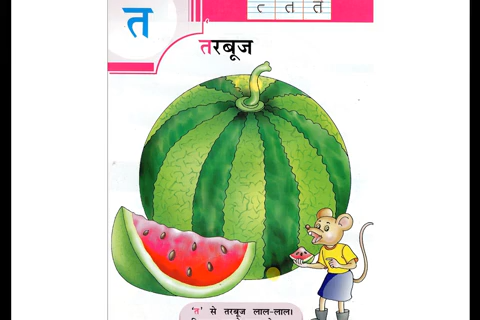 त
त त
तरबूज
'त' से तरबूज लाल-लाल।